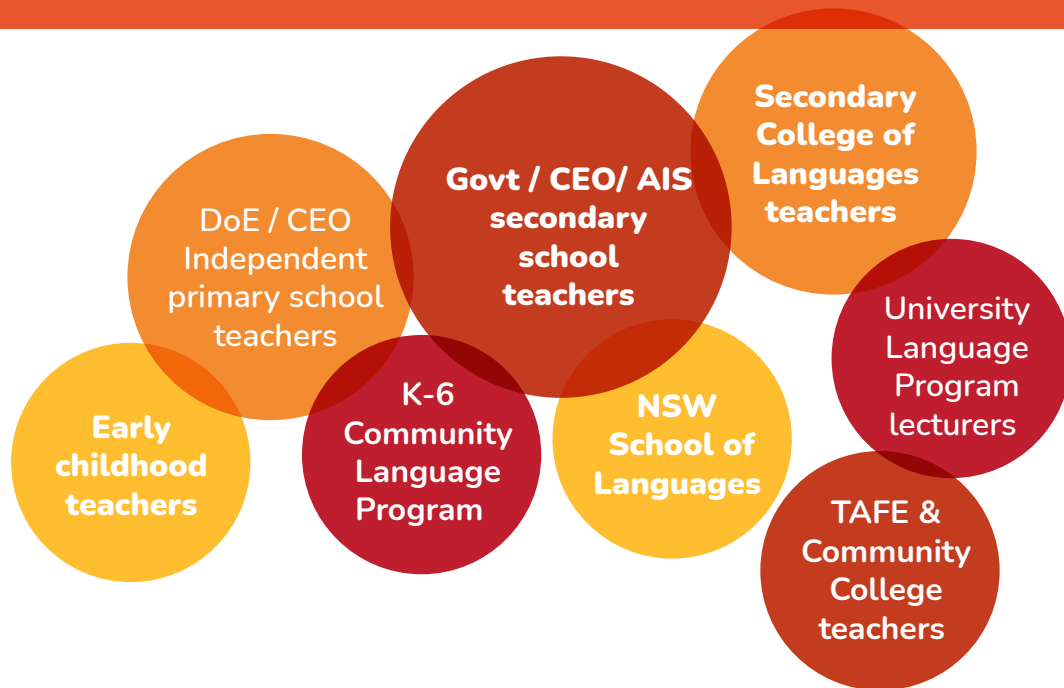 Early
childhood
teachers
DoE / CEO
Independent
primary school
teachers
K-6
Community
Language
Program
Govt / CEO/ AIS
secondary
school
teachers
NSW
School of
Languages
Secondary
College of
Languages
teachers
University
Language
Program
lecturers
TAFE &
Community
College
teachers